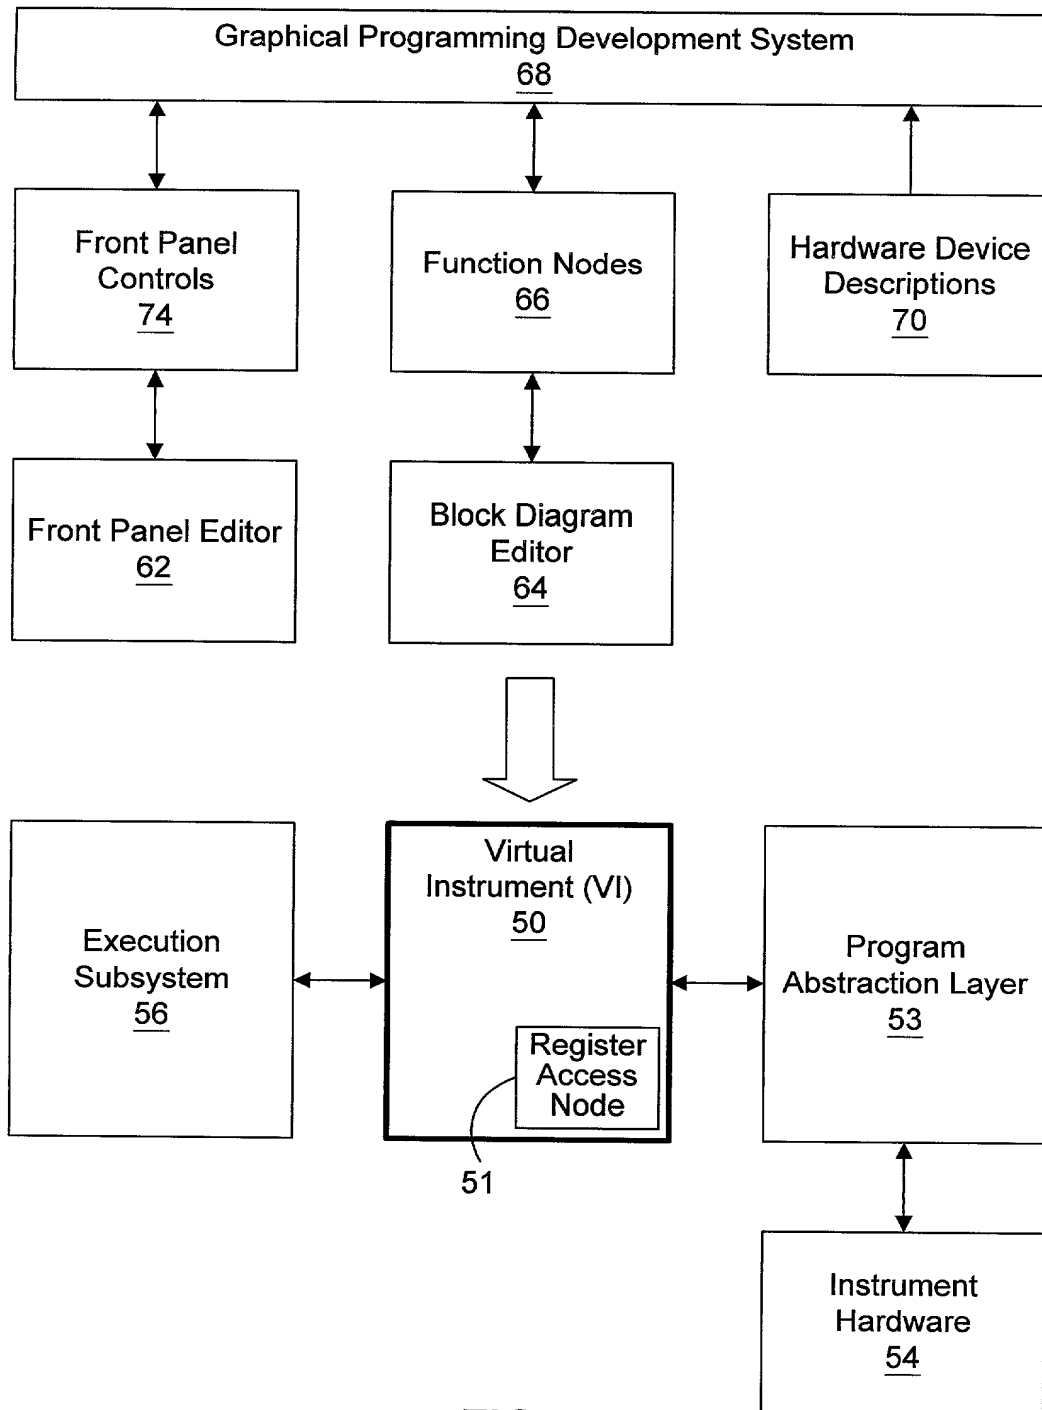 Graphical Programming Development System
68
Front Panel
Controls
74
Function Nodes
66
Hardware Device
Descriptions
70
Front Panel Editor
62
Block Diagram
Editor
64
Execution
Subsystem
56
Virtual
Instrument (VI)
50
Register
Access
Node
51
Program
Abstraction Layer
53
Instrument
Hardware
54